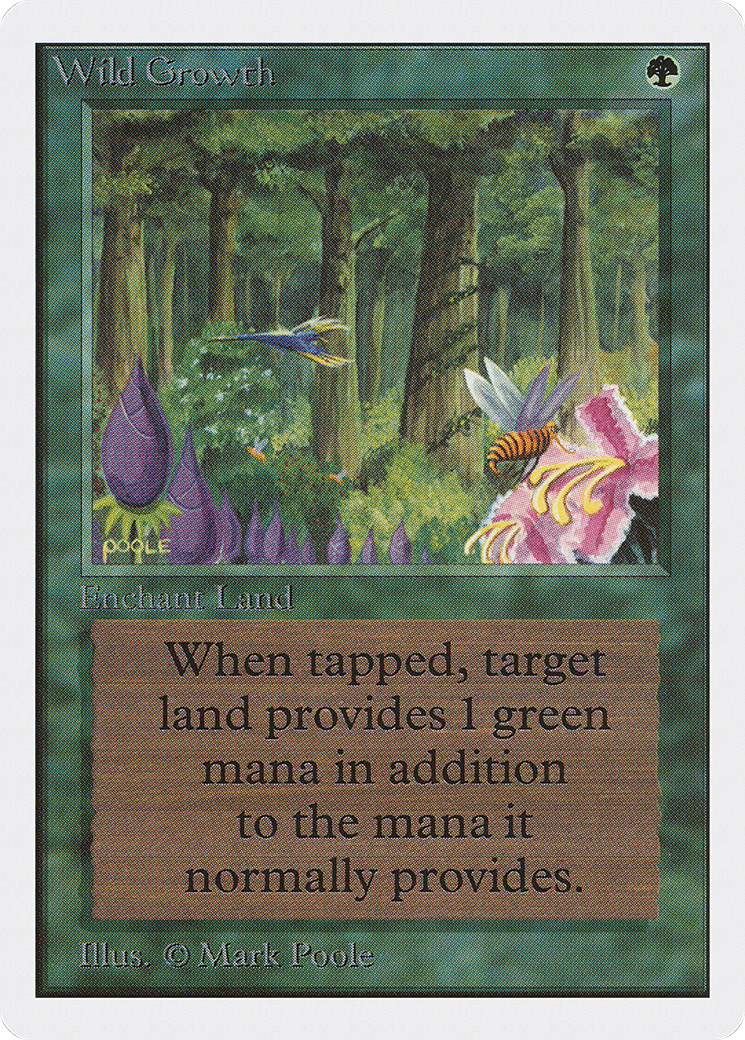 Wild Growth
POOLE
Enchant Land
When tapped, target
land provides 1 green
mana in addition
to the mana it
normally provides.
Illus. © Mark Poole